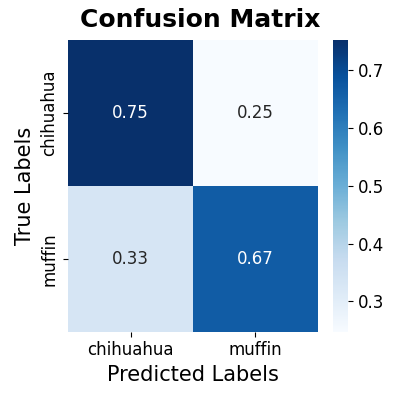 Confusion Matrix
True Labels
chihuahua
0.75
0.25
muffin
0.33
0.67
chihuahua
muffin
Predicted Labels
0.7
0.6
0.5
0.4
0.3